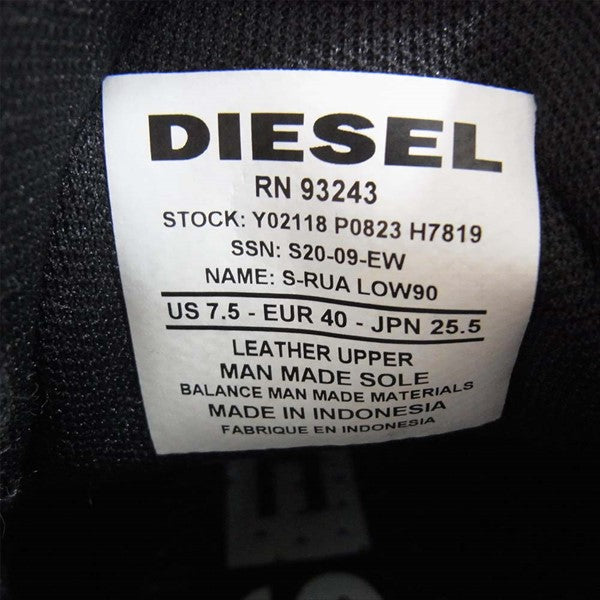 DIESEL
RN 93243
STOCK: Y02118 P0823 H7819
SSN: S20-09-EW
NAME: S-RUA LOW90
US 7.5 - EUR 40 - JPN 25.5
LEATHER UPPER
MAN MADE SOLE
BALANCE MAN MADE MATERIALS
MADE IN INDONESIA
FABRIQUE EN INDONESIA